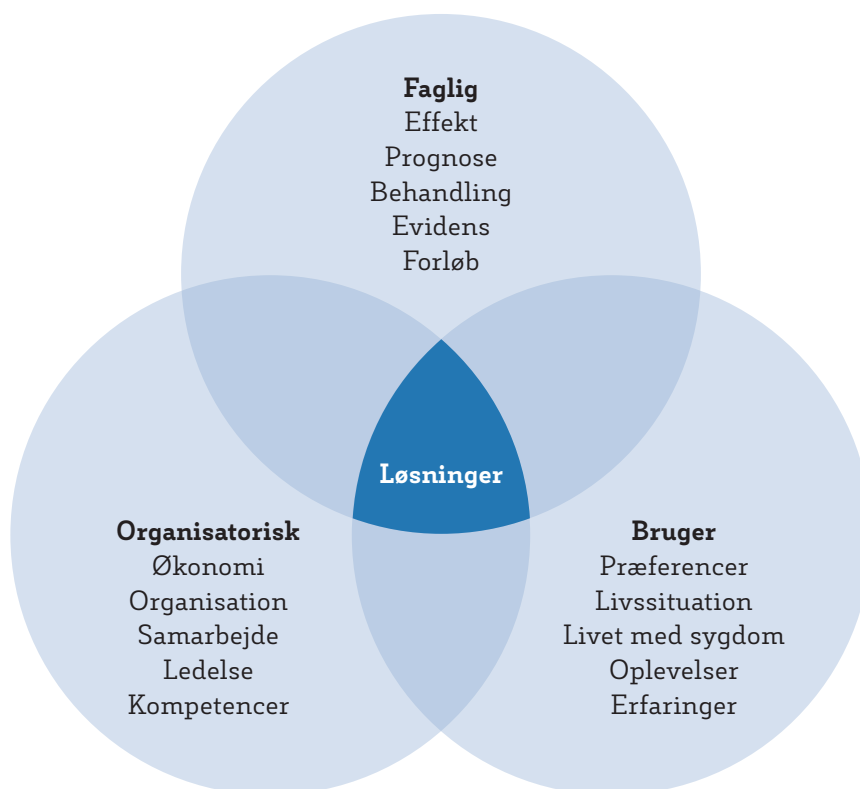 Faglig
Effekt
Prognose
Behandling
Evidens
Forløb
Løsninger
Organisatorisk
Økonomi
Organisation
Samarbejde
Ledelse
Kompetencer
Bruger
Præferencer
Livssituation
Livet med sygdom
Oplevelser
Erfaringer